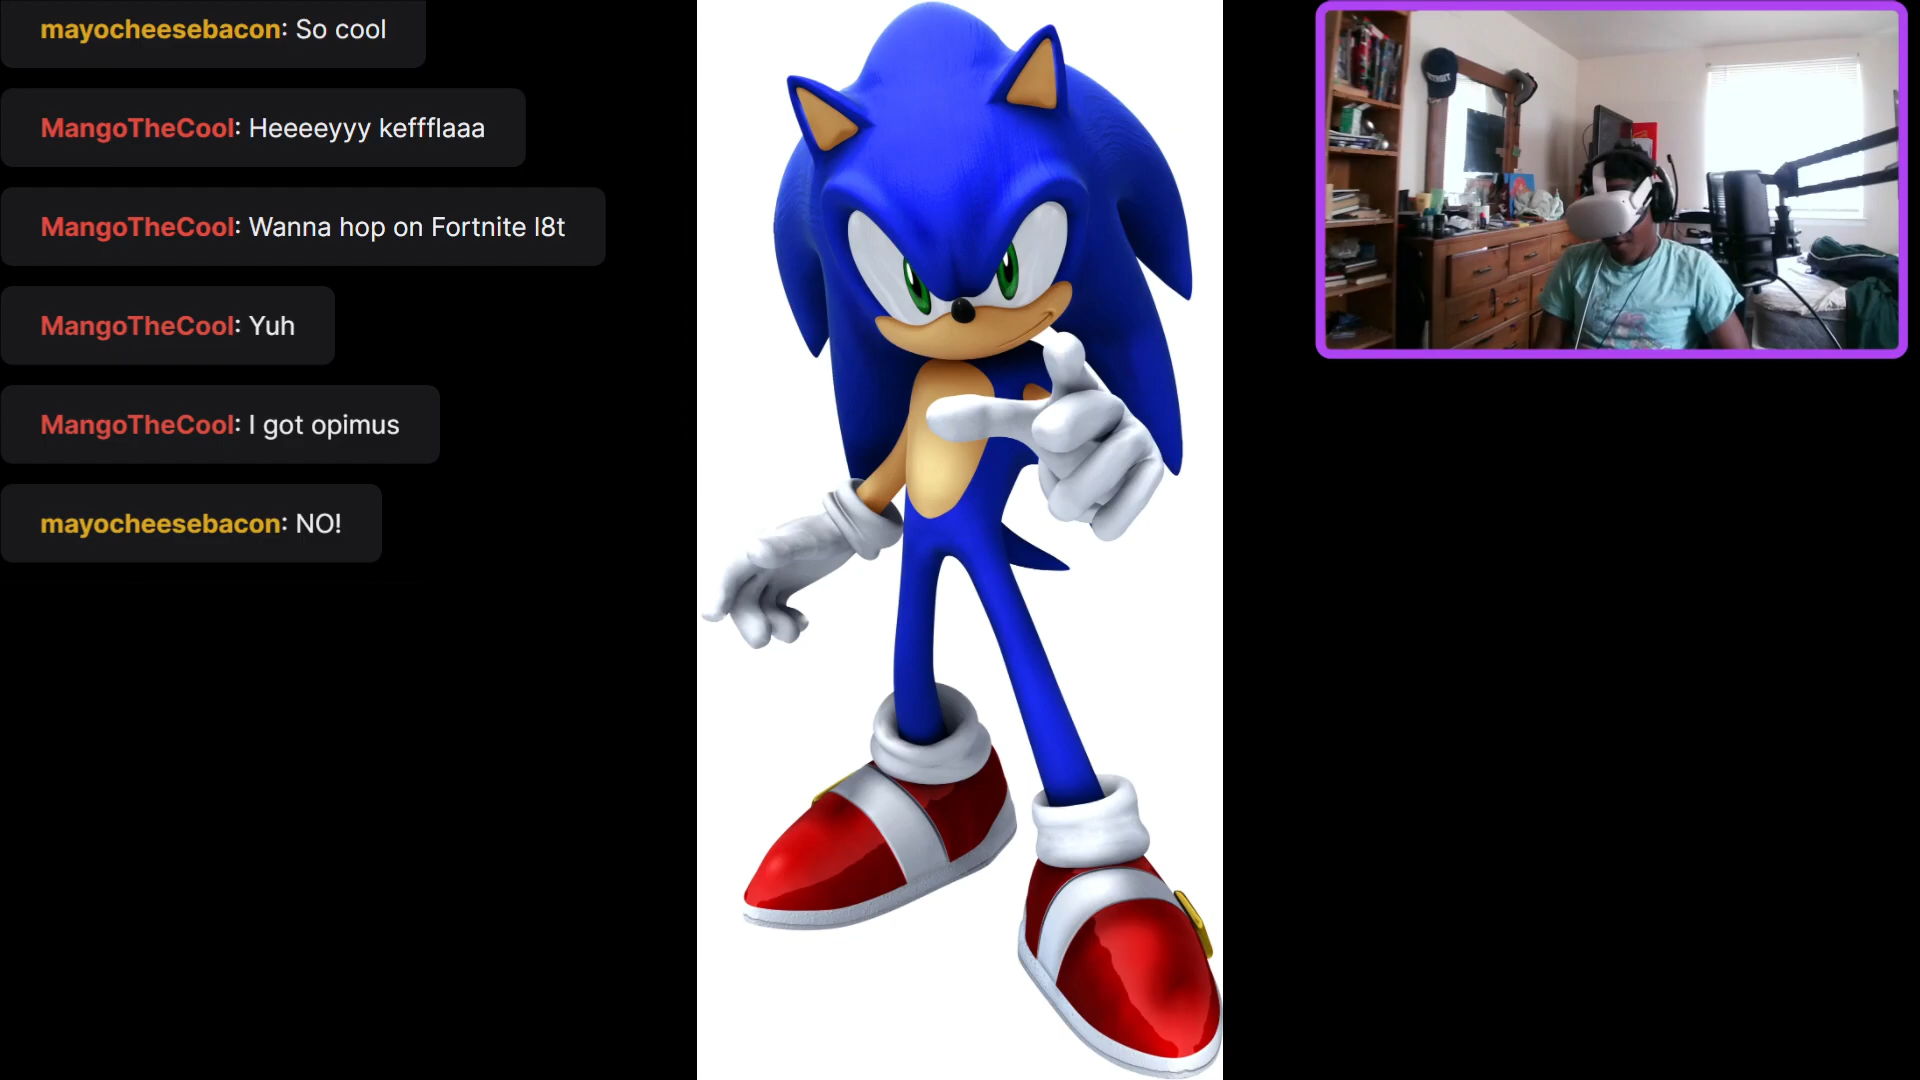 mayocheesebacon: So cool
MangoTheCool: Heeeeyyy keffflaaa
MangoTheCool: Wanna hop on Fortnite l8t
MangoTheCool: Yuh
MangoTheCool: I got opimus
mayocheesebacon: NO!
DETROIT